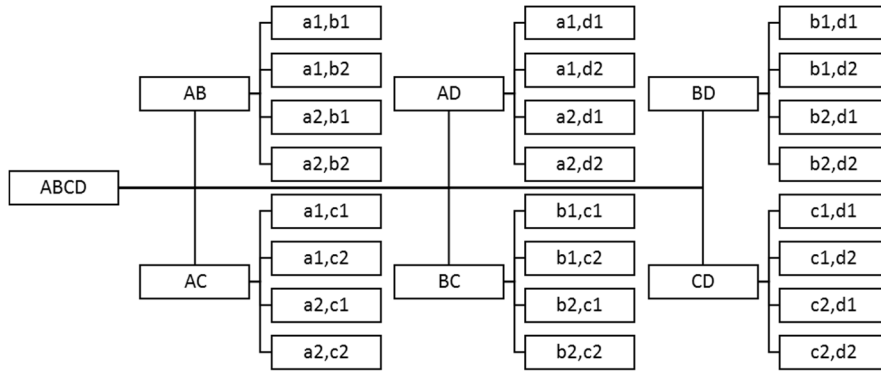 ABCD
AB
a1,b1
a1,b2
a2,b1
a2,b2
AC
a1,c1
a1,c2
a2,c1
a2,c2
AD
a1,d1
a1,d2
a2,d1
a2,d2
BC
b1,c1
b1,c2
b2,c1
b2,c2
BD
b1,d1
b1,d2
b2,d1
b2,d2
CD
c1,d1
c1,d2
c2,d1
c2,d2